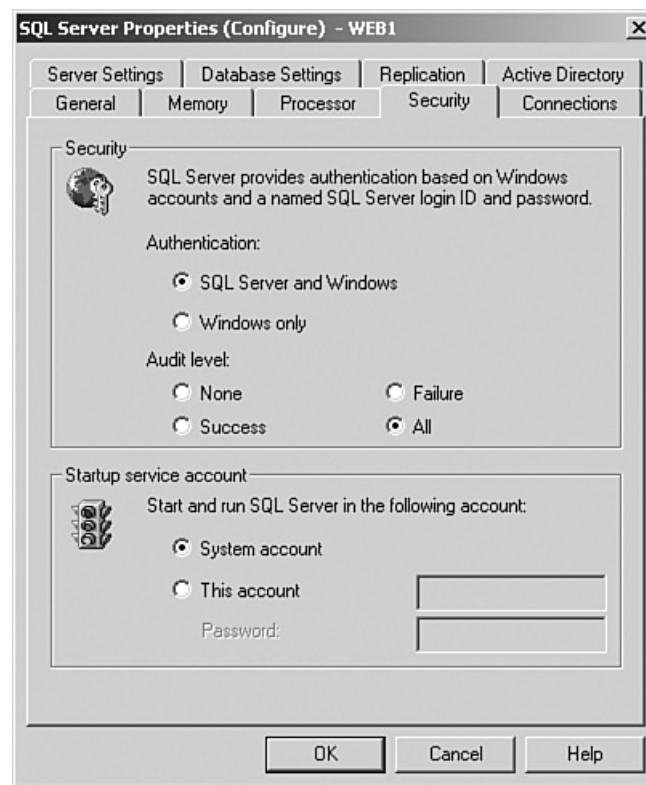 SQL Server Properties (Configure) - WEB1
Server Settings Database Settings Replication Active Directory
General Memory Processor Security Connections
Security
SQL Server provides authentication based on Windows
accounts and a named SQL Server login ID and password.
Authentication:
SQL Server and Windows
Windows only
Audit level:
None Failure
Success All
Startup service account
Start and run SQL Server in the following account:
System account
This account
Password:
OK Cancel Help